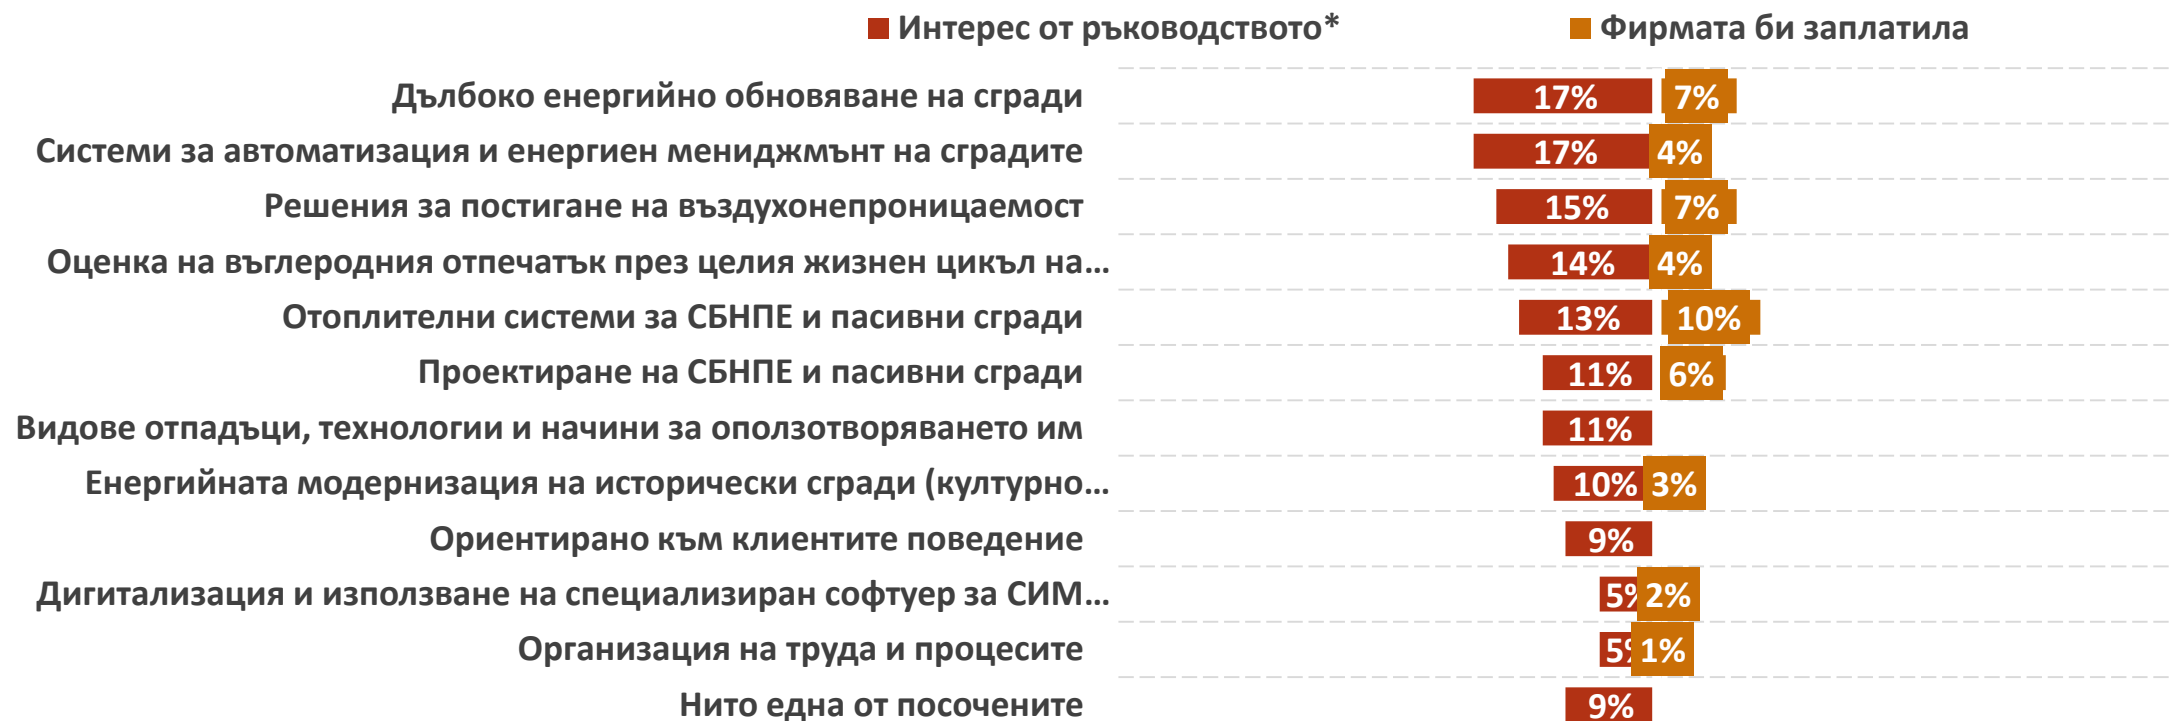 Интерес от ръководството* Фирмата би заплатила
Дълбоко енергийно обновяване на сгради 17% 7%
Системи за автоматизация и енергиен мениджмънт на сградите 17% 4%
Решения за постигане на въздухонепроницаемост 15% 7%
Оценка на въглеродния отпечатък през целия жизнен цикъл на... 14% 4%
Отоплителни системи за СБНПЕ и пасивни сгради 13% 10%
Проектиране на СБНПЕ и пасивни сгради 11% 6%
Видове отпадъци, технологии и начини за оползотворяването им 11%
Енергийната модернизация на исторически сгради (културно... 10% 3%
Ориентирано към клиентите поведение 9%
Дигитализация и използване на специализиран софтуер за СИМ... 5% 2%
Организация на труда и процесите 5% 1%
Нито една от посочените 9%